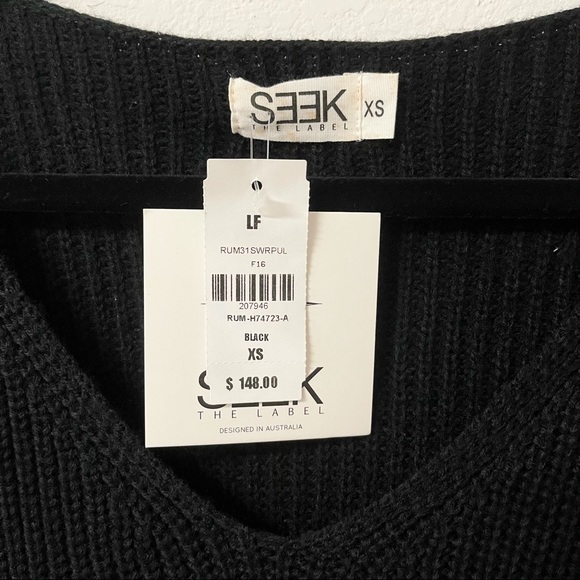 SEEK
THE LABEL
XS
LF
RUM31SWRPUL
F16
207946
RUM-H74723-A
BLACK
XS
$ 148.00
SEEK
THE LABEL
DESIGNED IN AUSTRALIA